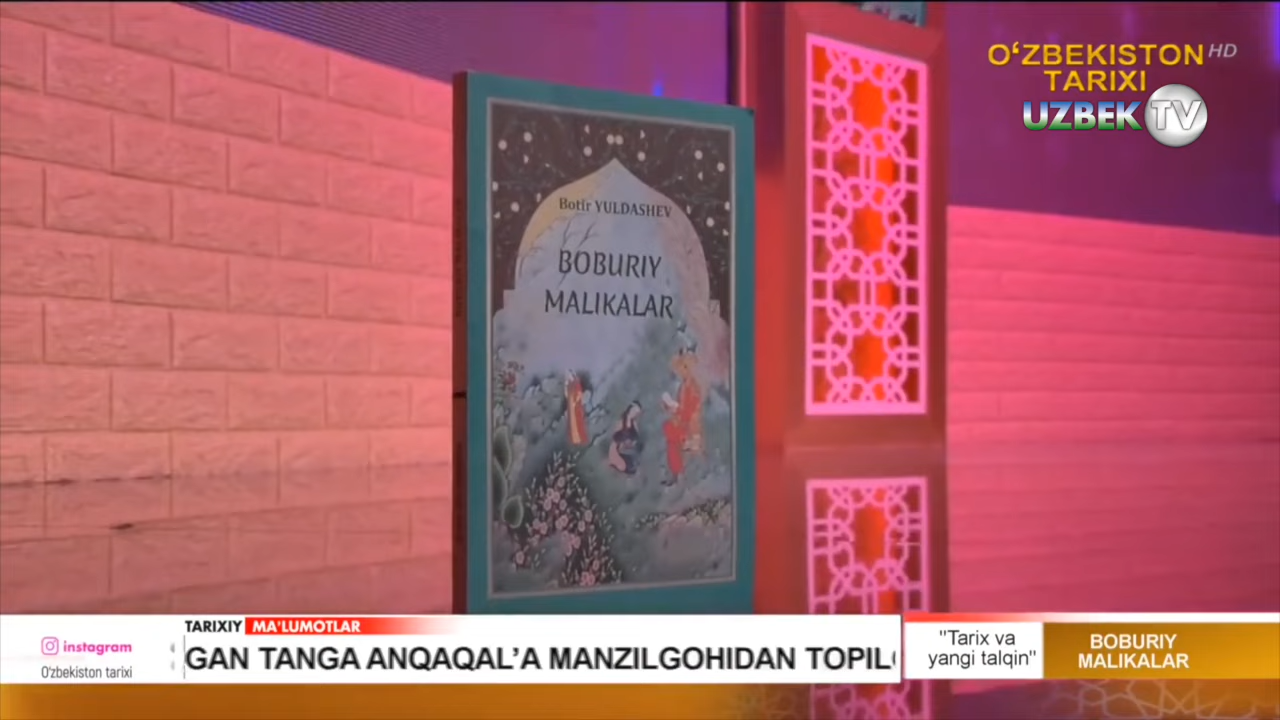 O‘ZBEKISTON HD
TARIXI
UZBEK TV
Botir YULDASHEV
BOBURIY
MALIKALAR
TARIXIY MA'LUMOTLAR
instagram
O'zbekiston tarixi
GAN TANGA ANQAQAL’A MANZILGOHIDAN TOPIL
"Tarix va
yangi talqin"
BOBURIY
MALIKALAR